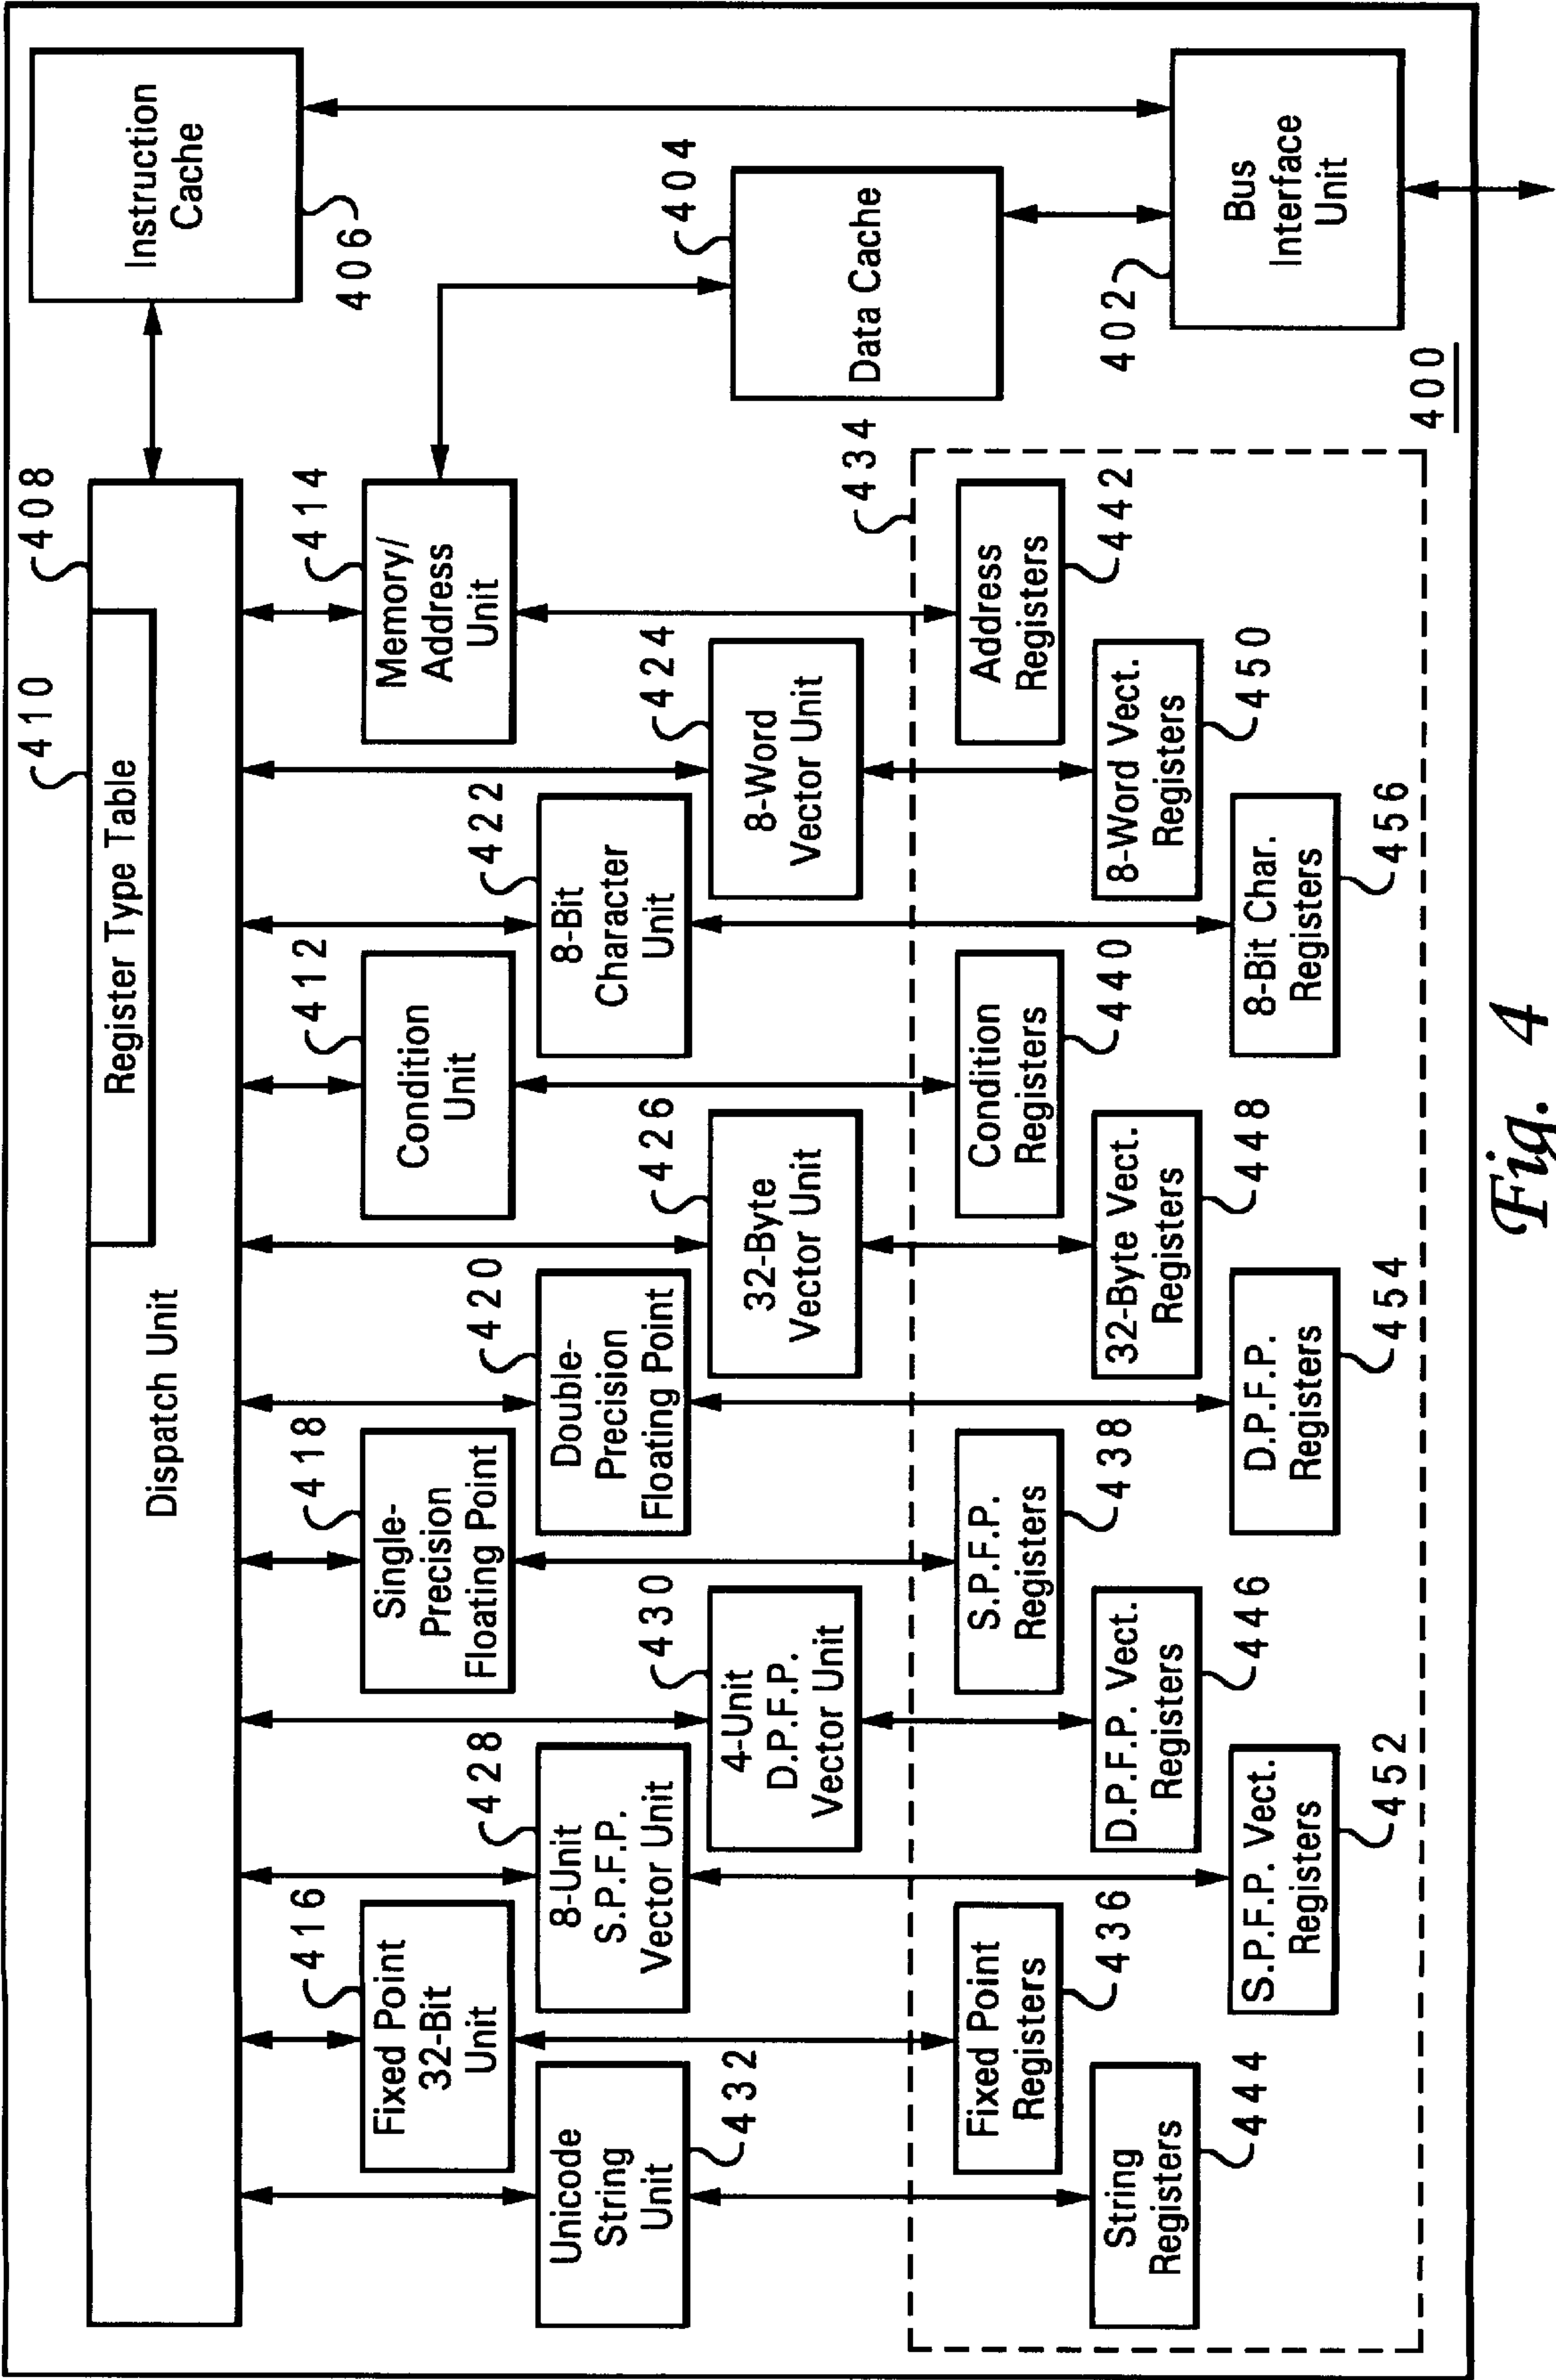 410
408
Register Type Table
Dispatch Unit
Instruction
Cache
406
416
Fixed Point
32-Bit
Unit
418
Single-
Precision
Floating Point
412
Condition
Unit
414
Memory/
Address
Unit
Unicode
String
Unit
432
428
8-Unit
S.P.F.P.
Vector Unit
420
Double-
Precision
Floating Point
422
8-Bit
Character
Unit
430
4-Unit
D.P.F.P.
Vector Unit
426
32-Byte
Vector Unit
424
8-Word
Vector Unit
404
Data Cache
434
Fixed Point
Registers
436
S.P.F.P.
Registers
438
Condition
Registers
440
Address
Registers
442
String
Registers
444
D.P.F.P. Vect.
Registers
446
32-Byte Vect.
Registers
448
8-Word Vect.
Registers
450
S.P.F.P. Vect.
Registers
452
D.P.F.P.
Registers
454
8-Bit Char.
Registers
456
402
Bus
Interface
Unit
400
Fig. 4